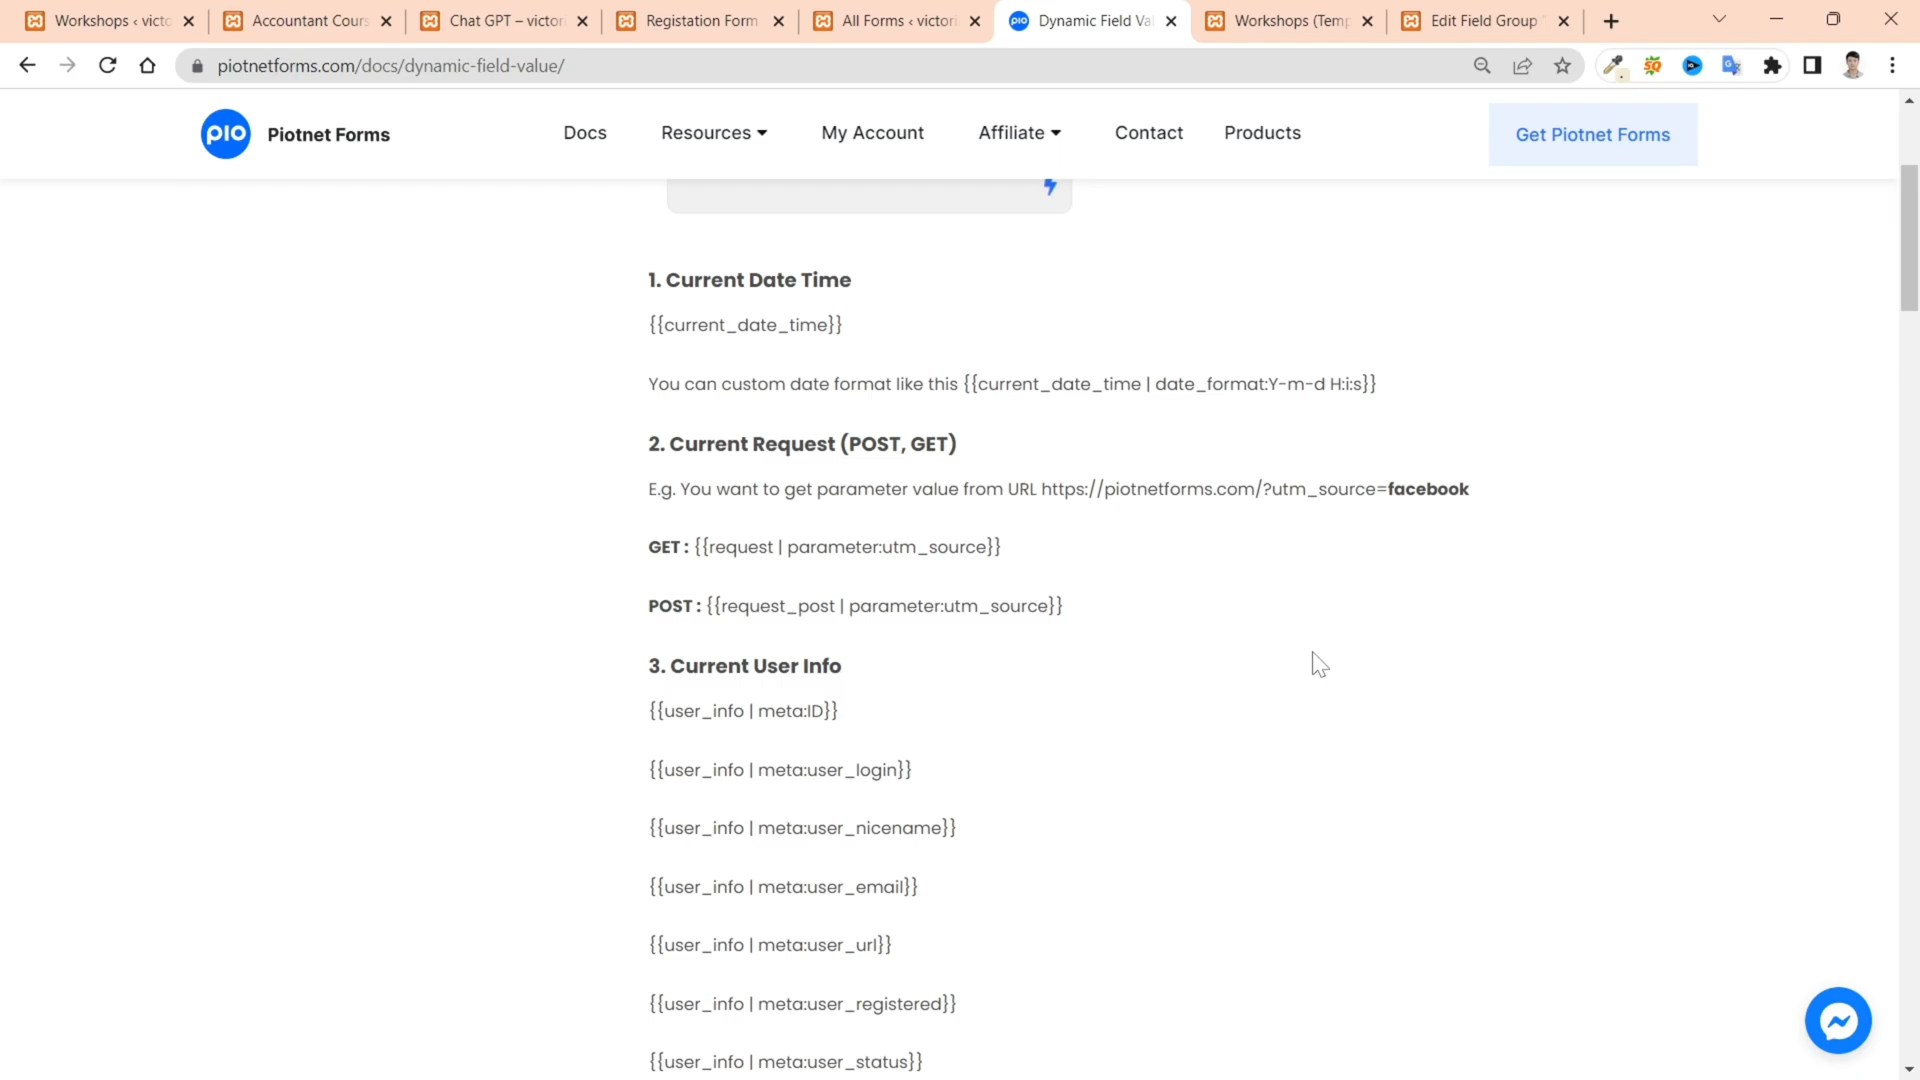 Workshops ‹ victo
Accountant Cours
Chat GPT – victori
Registation Form
All Forms ‹ victori
Dynamic Field Va
Workshops (Temp
Edit Field Group "
piotnetforms.com/docs/dynamic-field-value/
pio
Piotnet Forms
Docs
Resources
My Account
Affiliate
Contact
Products
Get Piotnet Forms
1. Current Date Time
{{current_date_time}}
You can custom date format like this {{current_date_time | date_format:Y-m-d H:i:s}}
2. Current Request (POST, GET)
E.g. You want to get parameter value from URL https://piotnetforms.com/?utm_source=facebook
GET : {{request | parameter:utm_source}}
POST : {{request_post | parameter:utm_source}}
3. Current User Info
{{user_info | meta:ID}}
{{user_info | meta:user_login}}
{{user_info | meta:user_nicename}}
{{user_info | meta:user_email}}
{{user_info | meta:user_url}}
{{user_info | meta:user_registered}}
{{user_info | meta:user_status}}